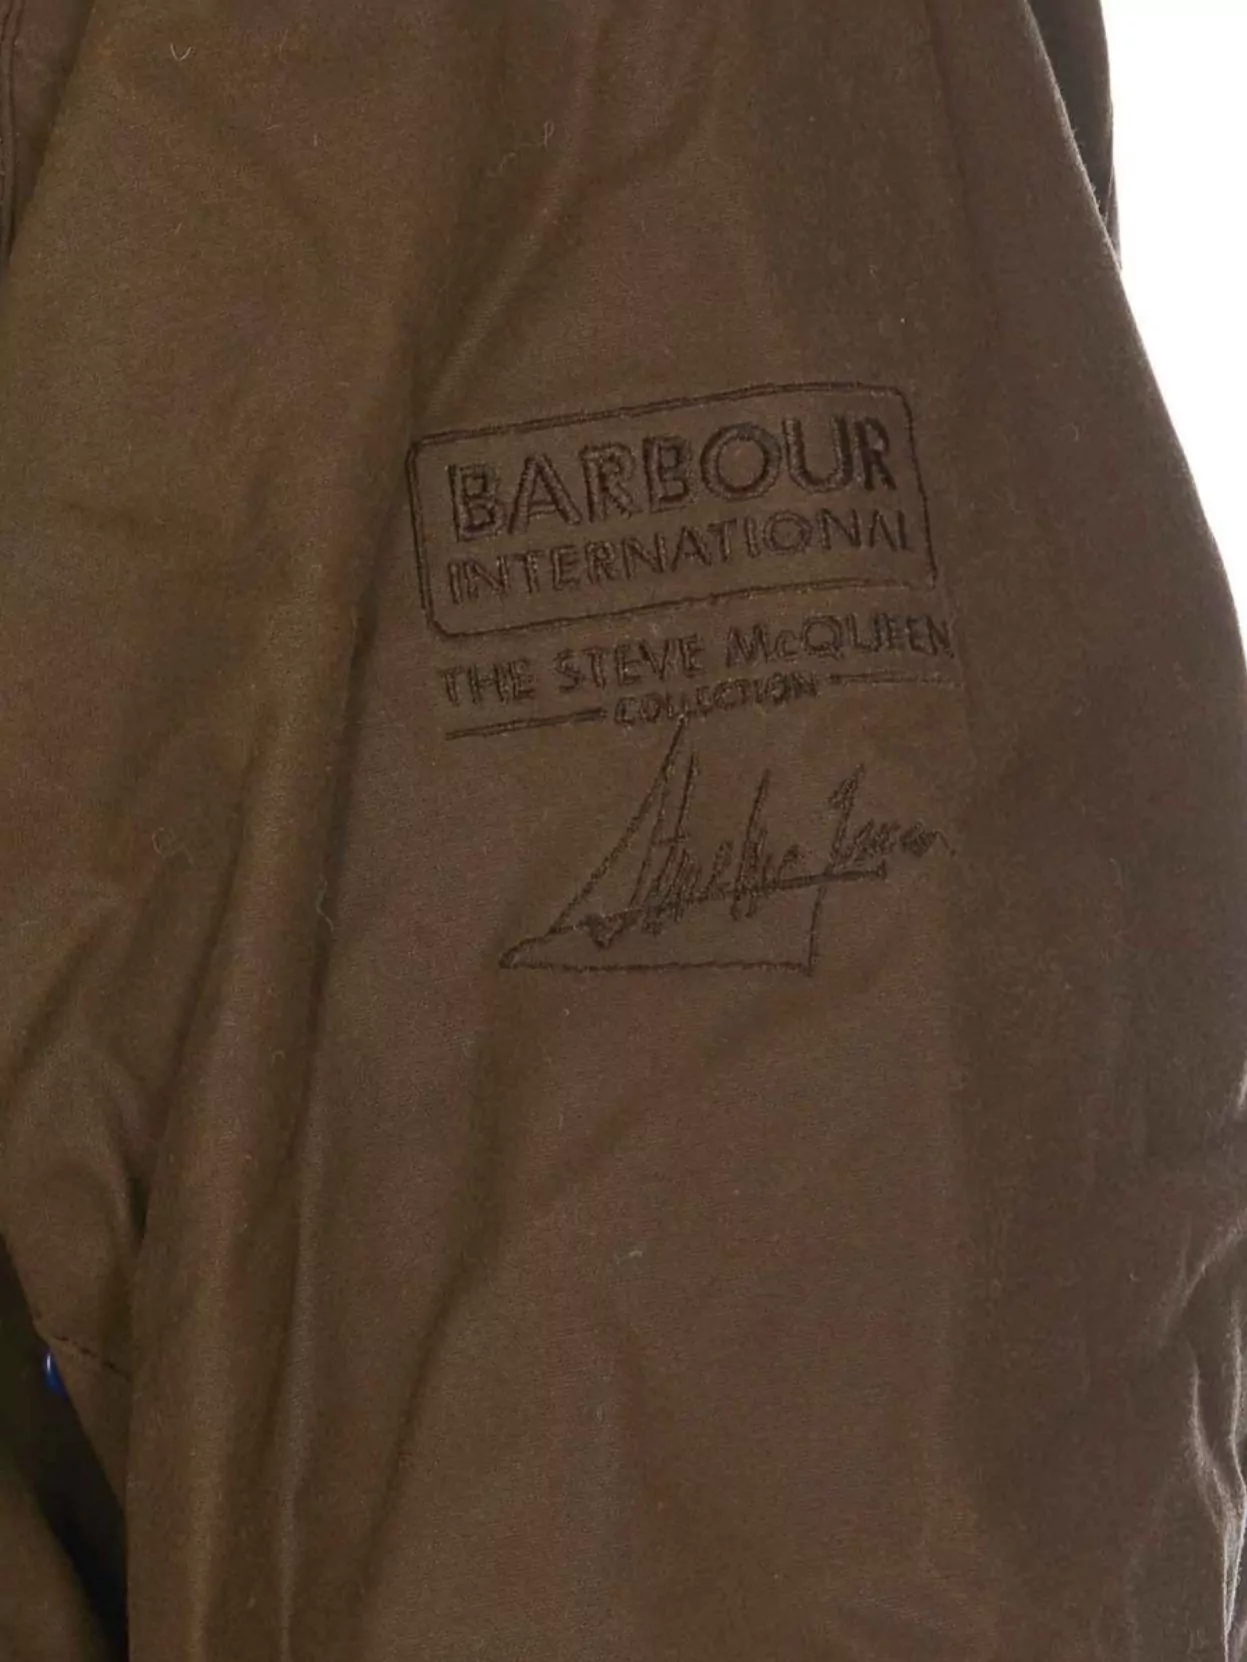 BARBOUR
INTERNATIONAL
THE STEVE McQUEEN
COLLECTION